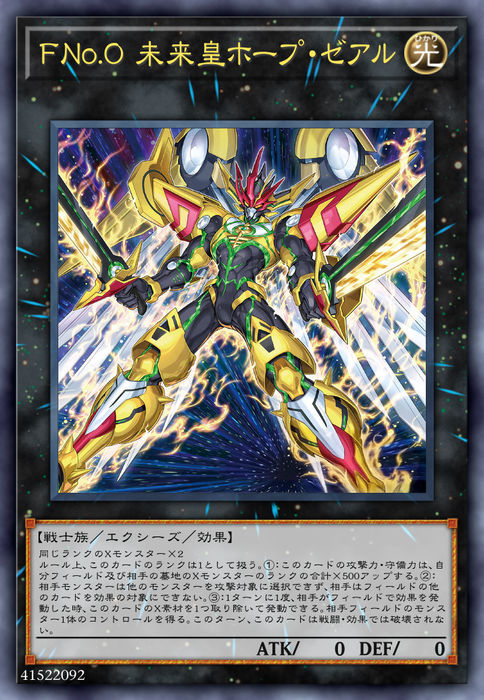 FNo.0 未来皇ホープ・ゼアル
ひかり
光
【戦士族／エクシーズ／効果】
同じランクのXモンスター×2
ルール上、このカードのランクは1として扱う。①：このカードの攻撃力・守備力は、自
分フィールド及び相手の墓地のXモンスターのランクの合計×500アップする。②：
相手モンスターは他のモンスターを攻撃対象に選択できず、相手はフィールドの他
のカードを効果の対象にできない。③：1ターンに1度、相手がフィールドで効果を発
動した時、このカードのX素材を1つ取り除いて発動できる。相手フィールドのモンス
ター1体のコントロールを得る。このターン、このカードは戦闘・効果では破壊されな
い。
ATK/ 0 DEF/ 0
41522092